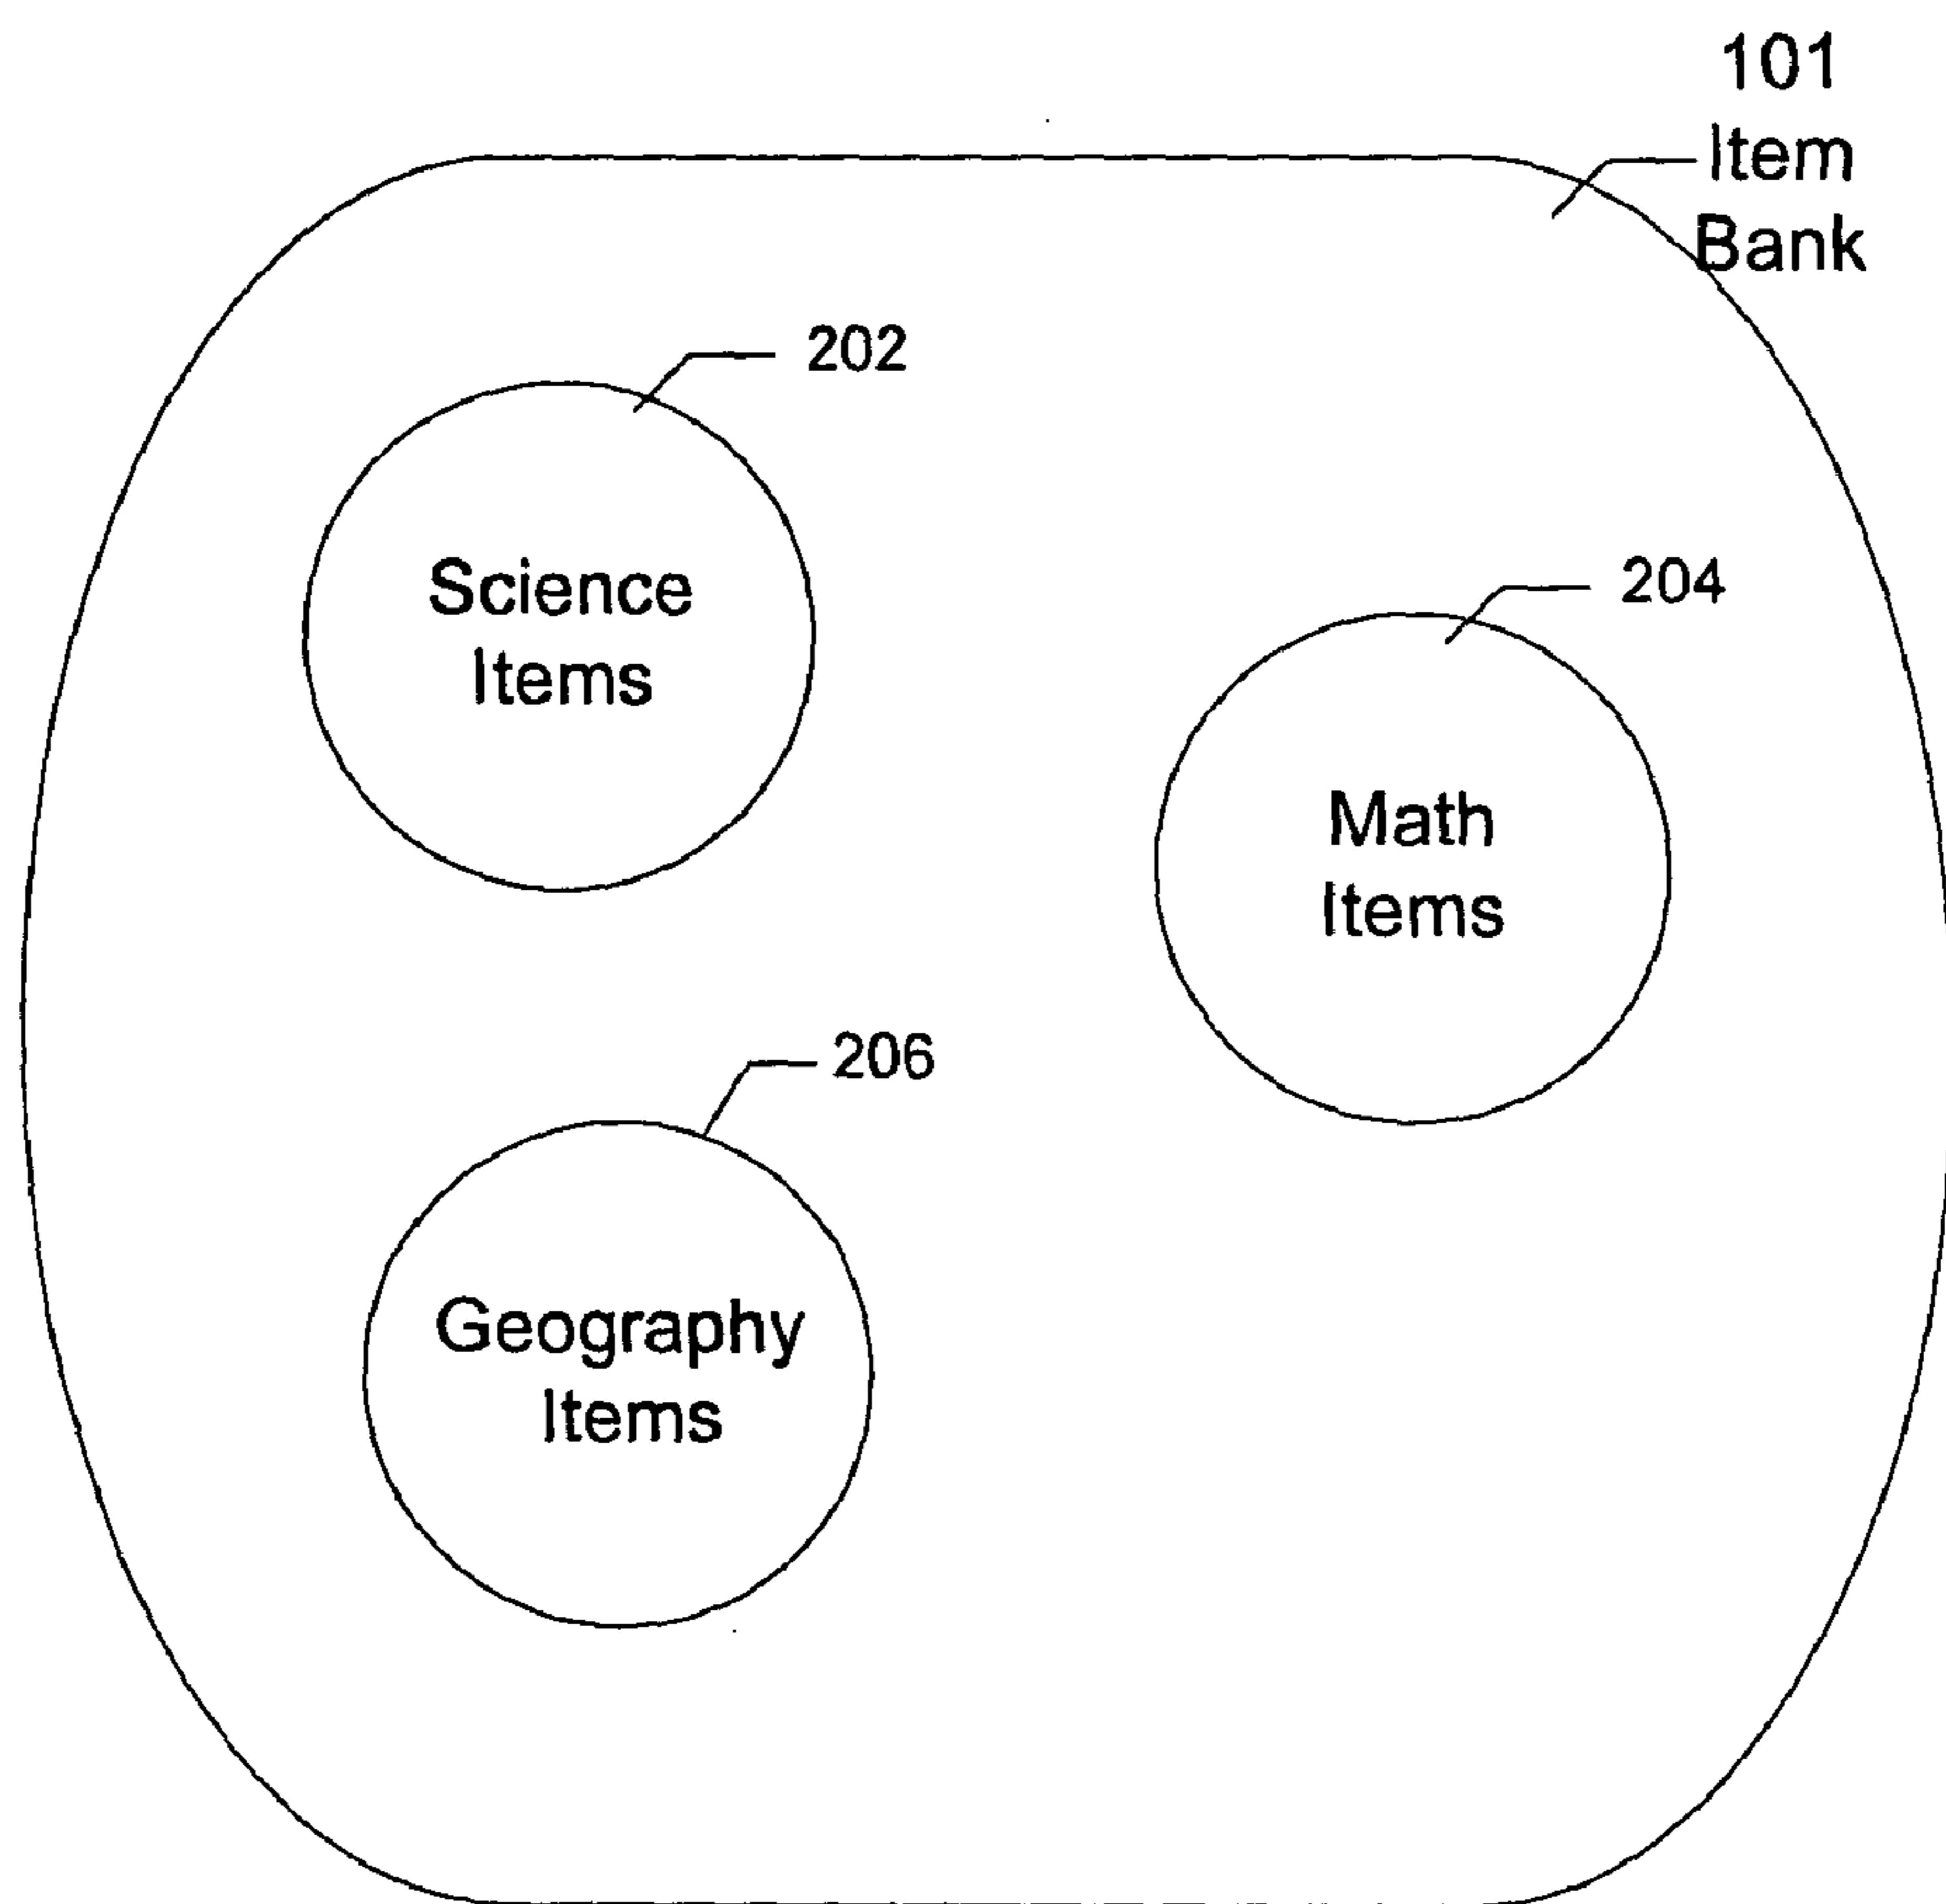 101
Item
Bank
202
Science
Items
204
Math
Items
206
Geography
Items